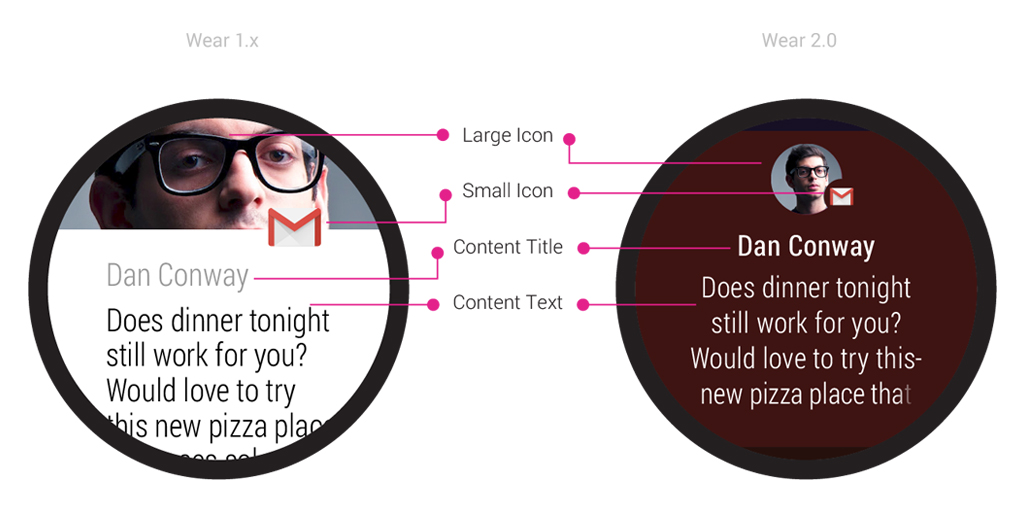 Wear 1.x
Wear 2.0
Large Icon
Small Icon
Content Title
Content Text
Dan Conway
Does dinner tonight
still work for you?
Would love to try
this new pizza plac
Dan Conway
Does dinner tonight
still work for you?
Would love to try this-
new pizza place that